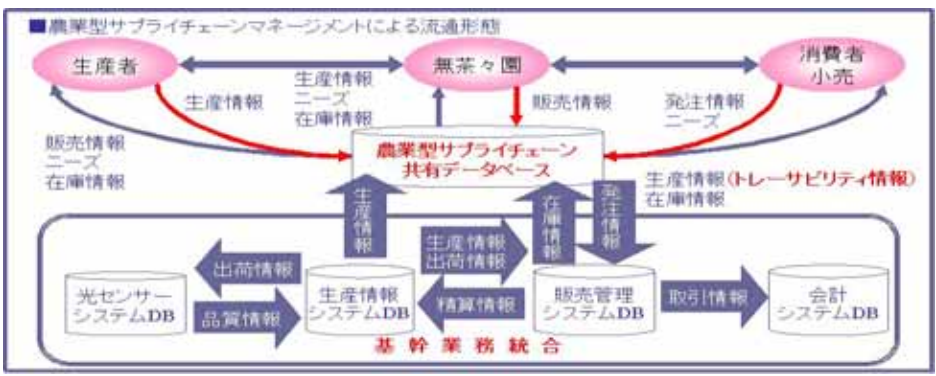 ■農業型サプライチェーンマネージメントによる流通形態
生産者
無茶々園
消費者
小売
生産情報
生産情報
ニーズ
在庫情報
販売情報
発注情報
ニーズ
販売情報
ニーズ
在庫情報
農業型サプライチェーン
共有データベース
生産情報(トレーサビリティ情報)
在庫情報
生産情報
在庫情報
発注情報
出荷情報
生産情報
出荷情報
光センサー
システムDB
品質情報
生産情報
システムDB
精算情報
販売管理
システムDB
取引情報
会計
システムDB
基幹業務統合